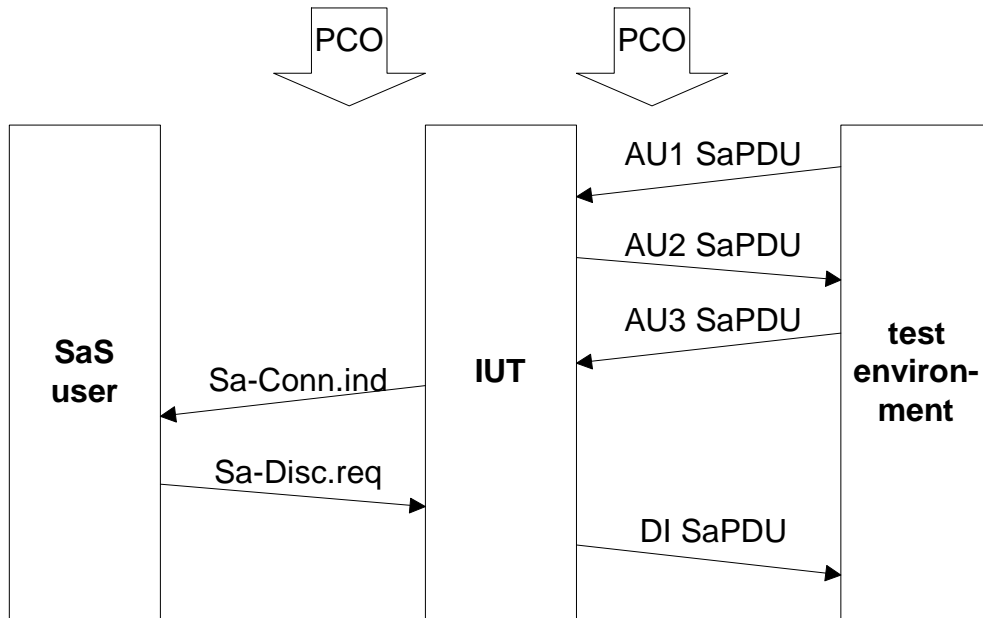 PCO
PCO
AU1 SaPDU
AU2 SaPDU
AU3 SaPDU
SaS
user
Sa-Conn.ind
IUT
test
environ-
ment
Sa-Disc.req
DI SaPDU